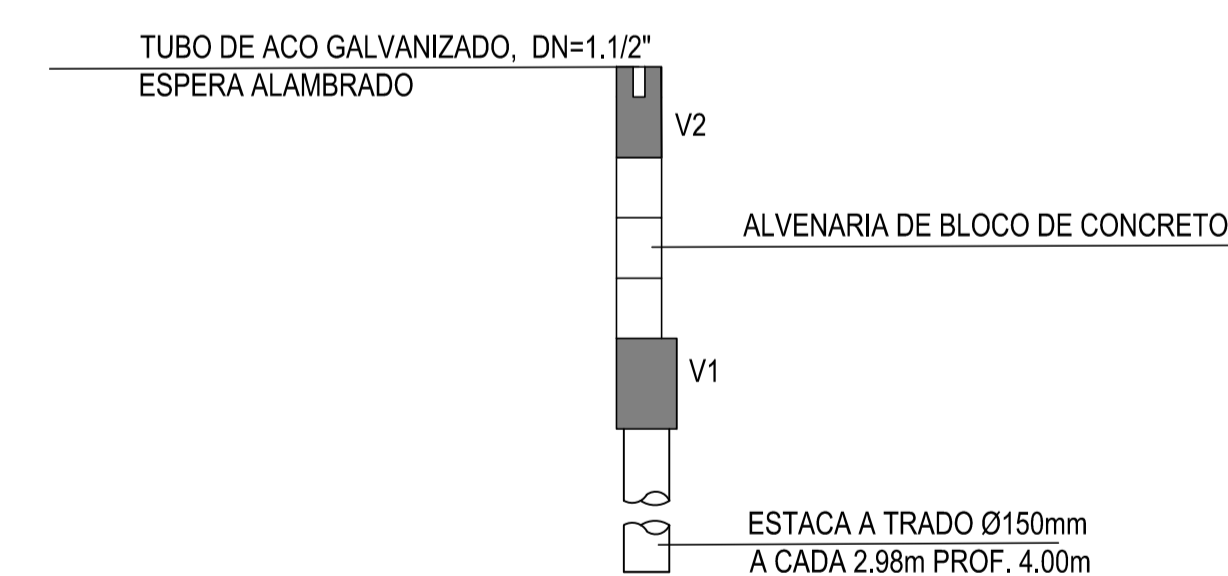 TUBO DE ACO GALVANIZADO, DN=1.1/2"
ESPERA ALAMBRADO
V2
ALVENARIA DE BLOCO DE CONCRETO
V1
ESTACA A TRADO Ø150mm
A CADA 2.98m PROF. 4.00m